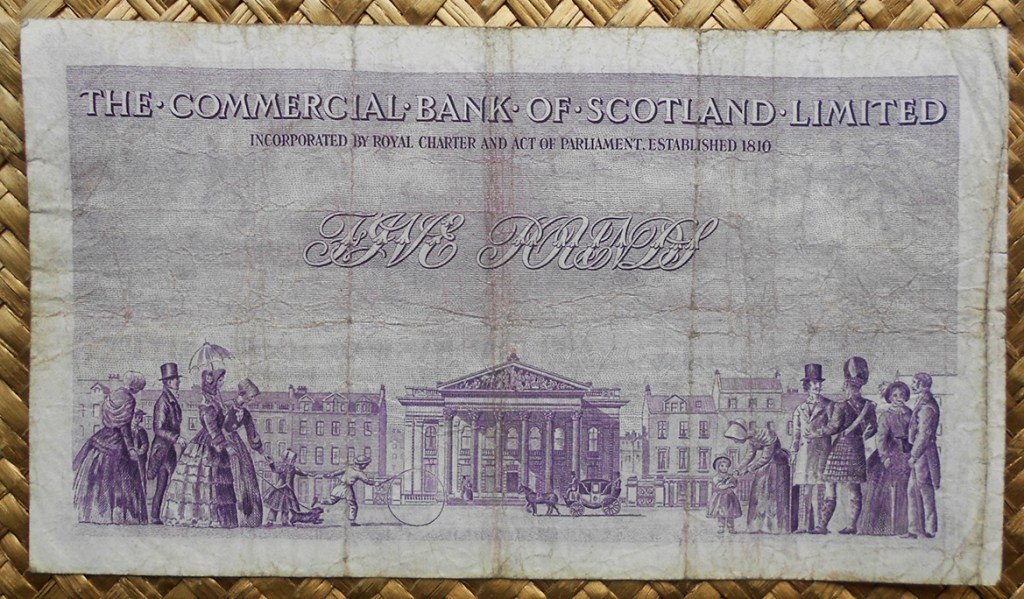 THE·COMMERCIAL·BANK·OF·SCOTLAND·LIMITED
INCORPORATED BY ROYAL CHARTER AND ACT OF PARLIAMENT, ESTABLISHED 1810
FIVE POUNDS